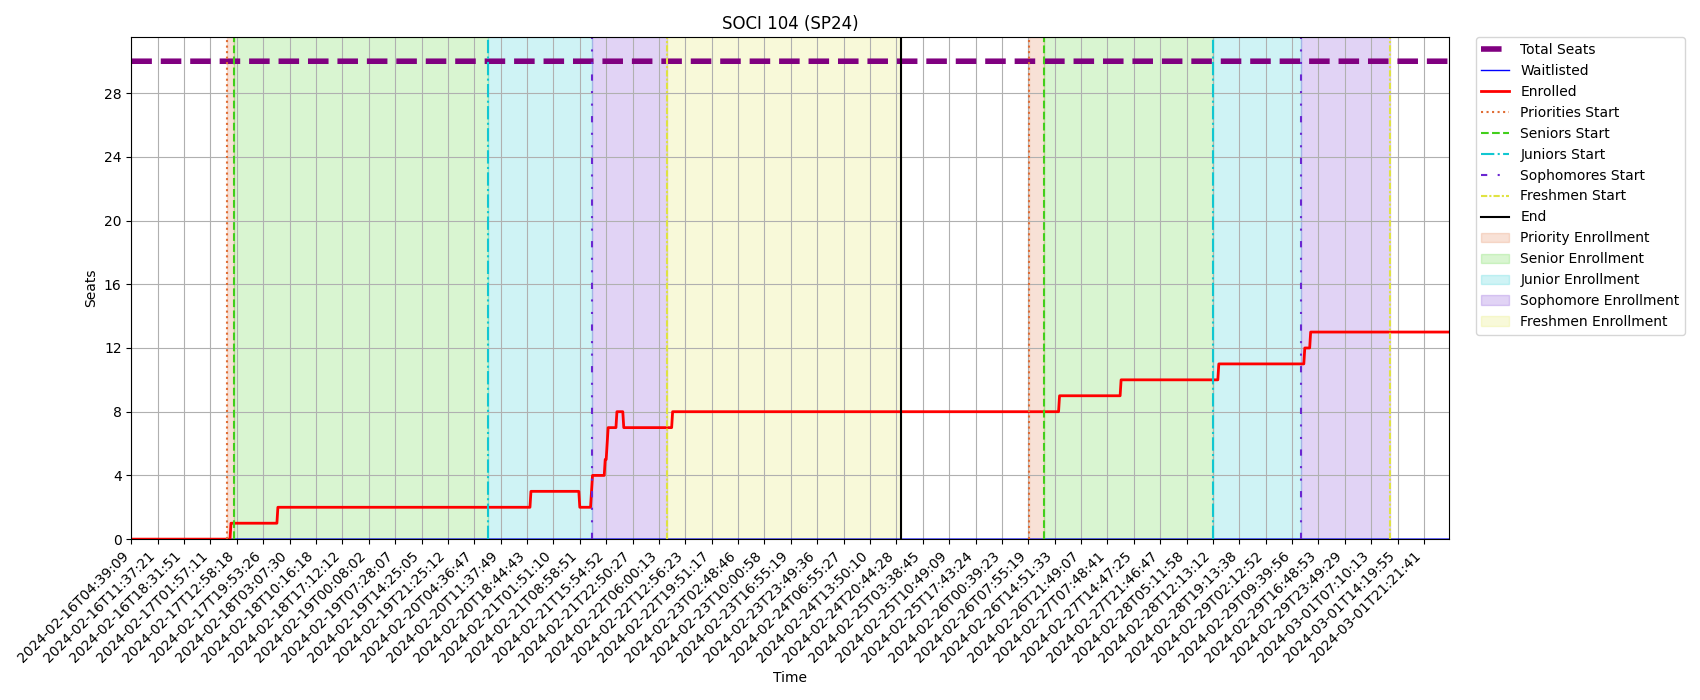 SOCI 104 (SP24)
Seats
28
24
20
16
12
8
4
0
2024-02-16T04:39:09
2024-02-16T11:37:21
2024-02-16T18:31:51
2024-02-17T01:57:11
2024-02-17T12:58:18
2024-02-17T19:53:26
2024-02-18T03:07:30
2024-02-18T10:16:18
2024-02-18T17:12:12
2024-02-19T00:08:02
2024-02-19T07:28:07
2024-02-19T14:25:05
2024-02-19T21:25:12
2024-02-20T04:36:47
2024-02-20T11:37:49
2024-02-20T18:44:43
2024-02-21T01:51:10
2024-02-21T08:58:51
2024-02-21T15:54:52
2024-02-21T22:50:27
2024-02-22T06:00:13
2024-02-22T12:56:23
2024-02-22T19:51:17
2024-02-23T02:48:46
2024-02-23T10:00:58
2024-02-23T16:55:19
2024-02-23T23:49:36
2024-02-24T06:55:27
2024-02-24T13:50:10
2024-02-24T20:44:28
2024-02-25T03:38:45
2024-02-25T10:49:09
2024-02-25T17:43:24
2024-02-26T00:39:23
2024-02-26T07:55:19
2024-02-26T14:51:33
2024-02-26T21:49:07
2024-02-27T07:48:41
2024-02-27T14:47:25
2024-02-27T21:46:47
2024-02-28T05:11:58
2024-02-28T12:13:12
2024-02-28T19:13:38
2024-02-29T02:12:52
2024-02-29T09:39:56
2024-02-29T16:48:53
2024-02-29T23:49:29
2024-03-01T07:10:13
2024-03-01T14:19:55
2024-03-01T21:21:41
Time
Total Seats
Waitlisted
Enrolled
Priorities Start
Seniors Start
Juniors Start
Sophomores Start
Freshmen Start
End
Priority Enrollment
Senior Enrollment
Junior Enrollment
Sophomore Enrollment
Freshmen Enrollment